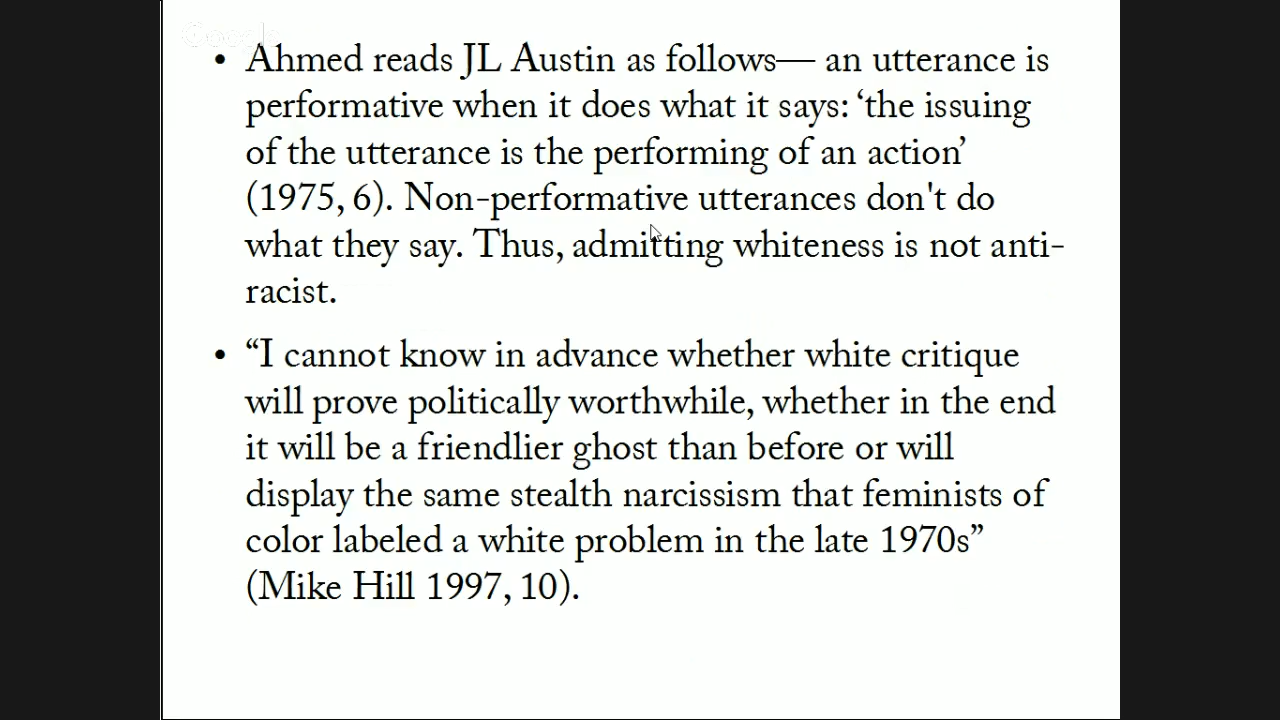 Google
• Ahmed reads JL Austin as follows— an utterance is
performative when it does what it says: ‘the issuing
of the utterance is the performing of an action’
(1975, 6). Non-performative utterances don't do
what they say. Thus, admitting whiteness is not anti-
racist.
• “I cannot know in advance whether white critique
will prove politically worthwhile, whether in the end
it will be a friendlier ghost than before or will
display the same stealth narcissism that feminists of
color labeled a white problem in the late 1970s”
(Mike Hill 1997, 10).